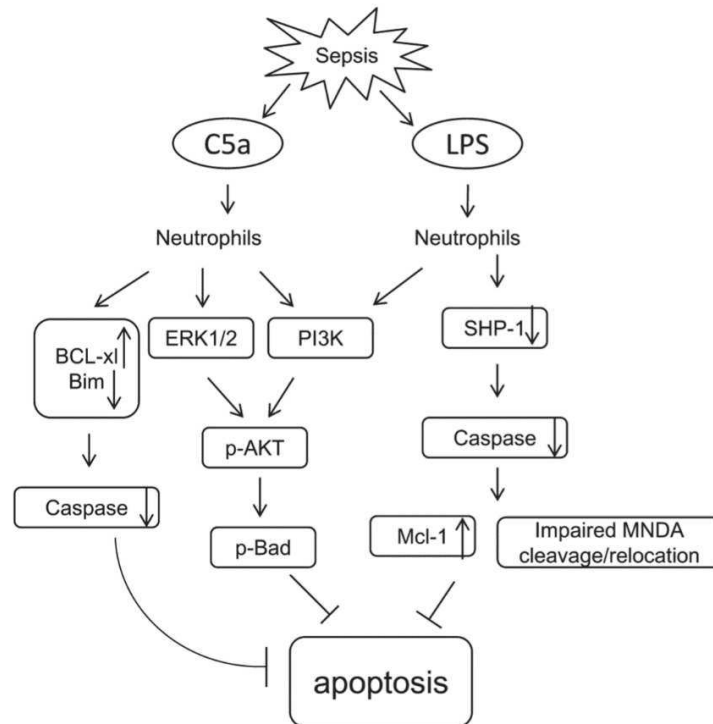 Sepsis
C5a
LPS
Neutrophils
Neutrophils
BCL-xl
Bim
ERK1/2
PI3K
SHP-1
p-AKT
Caspase
Caspase
p-Bad
Mcl-1
Impaired MNDA
cleavage/relocation
apoptosis